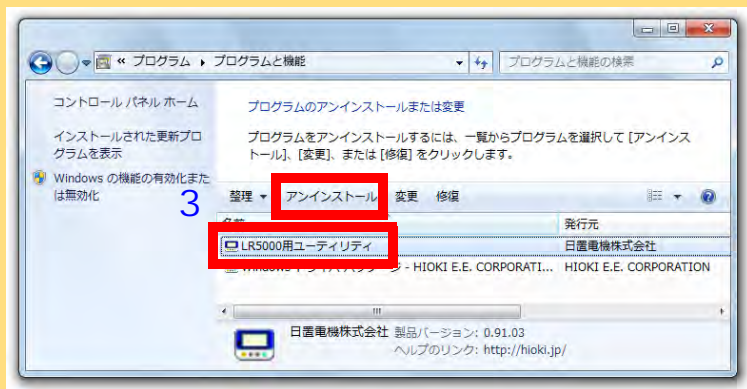 « プログラム ▸ プログラムと機能
プログラムと機能の検索
コントロール パネル ホーム
インストールされた更新プロ
グラムを表示
Windows の機能の有効化また
は無効化
3
プログラムのアンインストールまたは変更
プログラムをアンインストールするには、一覧からプログラムを選択して [アンインス
トール]、[変更]、または [修復] をクリックします。
整理 アンインストール 変更 修復
発行元
LR5000用ユーティリティ 日置電機株式会社
- HIOKI E.E. CORPORATI... HIOKI E.E. CORPORATION
日置電機株式会社 製品バージョン: 0.91.03
ヘルプのリンク: http://hioki.jp/